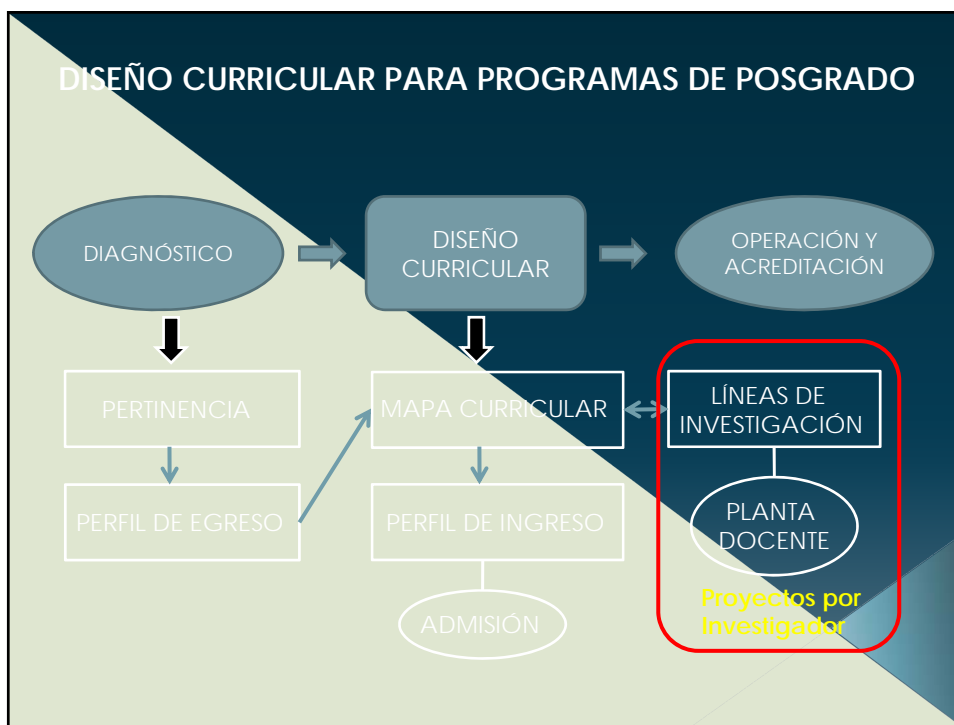 DISEÑO CURRICULAR PARA PROGRAMAS DE POSGRADO
DIAGNÓSTICO
DISEÑO
CURRICULAR
OPERACIÓN Y
ACREDITACIÓN
PERTINENCIA
MAPA CURRICULAR
LÍNEAS DE
INVESTIGACIÓN
PERFIL DE EGRESO
PERFIL DE INGRESO
PLANTA
DOCENTE
ADMISIÓN
Proyectos por
Investigador